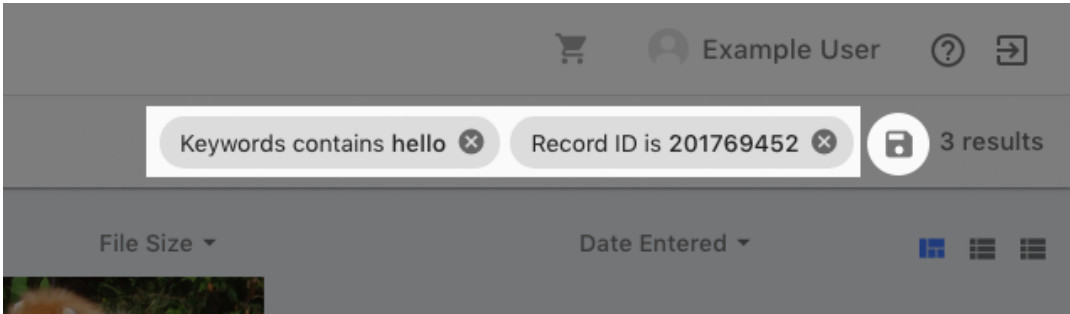 Example User
Keywords contains hello Record ID is 201769452 3 results
File Size Date Entered